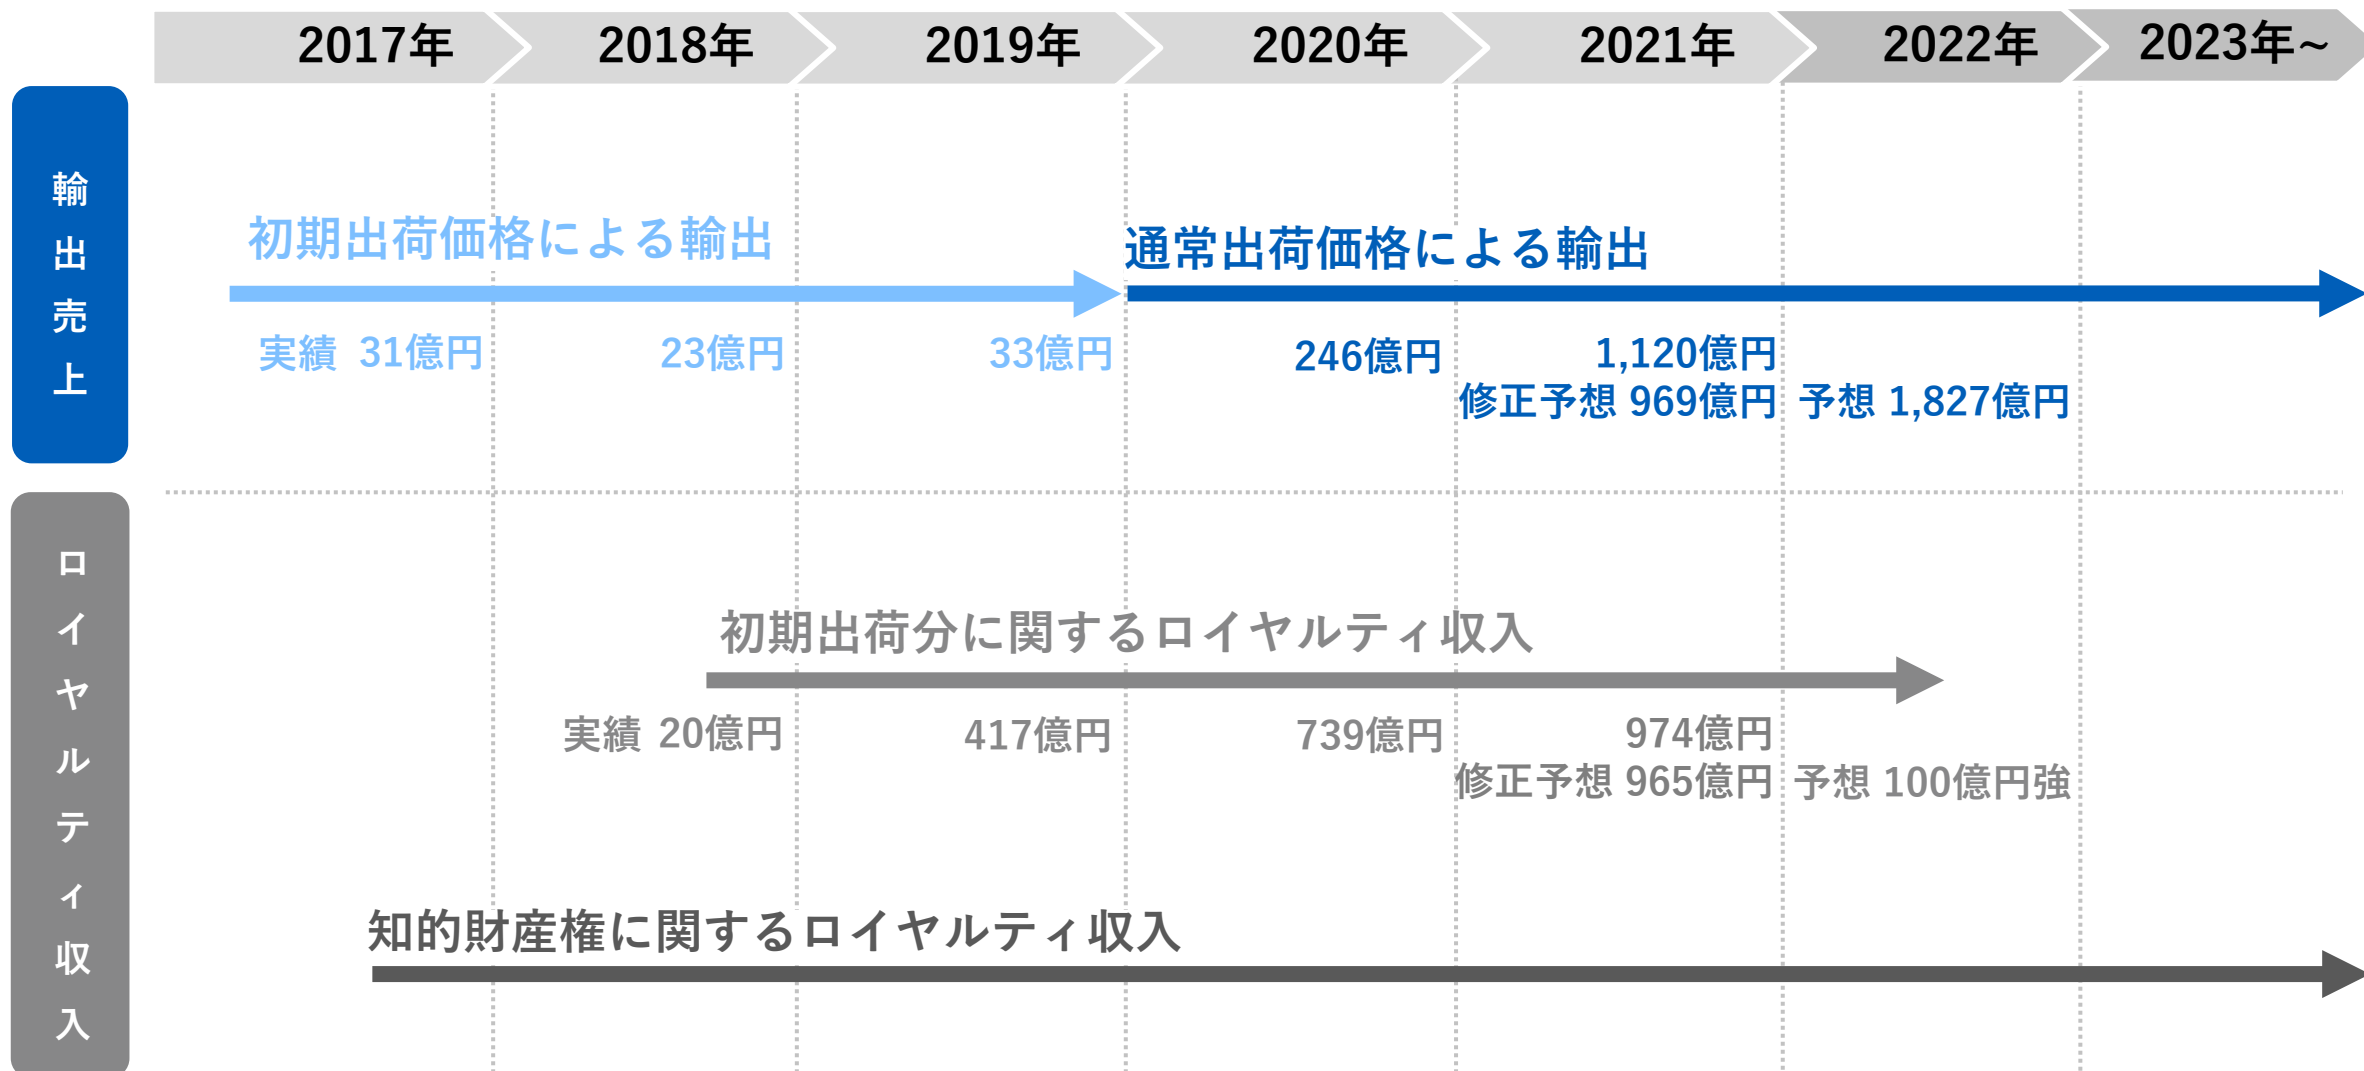 2017年 2018年 2019年 2020年 2021年 2022年 2023年~
輸出売上
初期出荷価格による輸出
通常出荷価格による輸出
実績 31億円 23億円 33億円 246億円 1,120億円
修正予想 969億円 予想 1,827億円
ロイヤルティ収入
初期出荷分に関するロイヤルティ収入
実績 20億円 417億円 739億円 974億円
修正予想 965億円 予想 100億円強
知的財産権に関するロイヤルティ収入